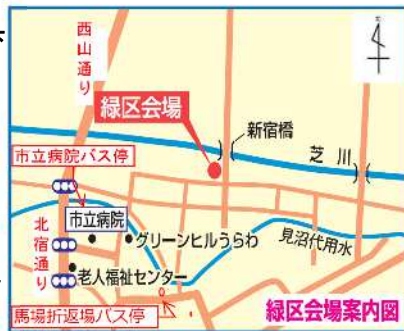 西山通り
緑区会場
新宿橋
芝川
市立病院バス停
市立病院
グリーンヒルうらわ
見沼代用水
北宿通り
老人福祉センター
馬場折返場バス停
緑区会場案内図